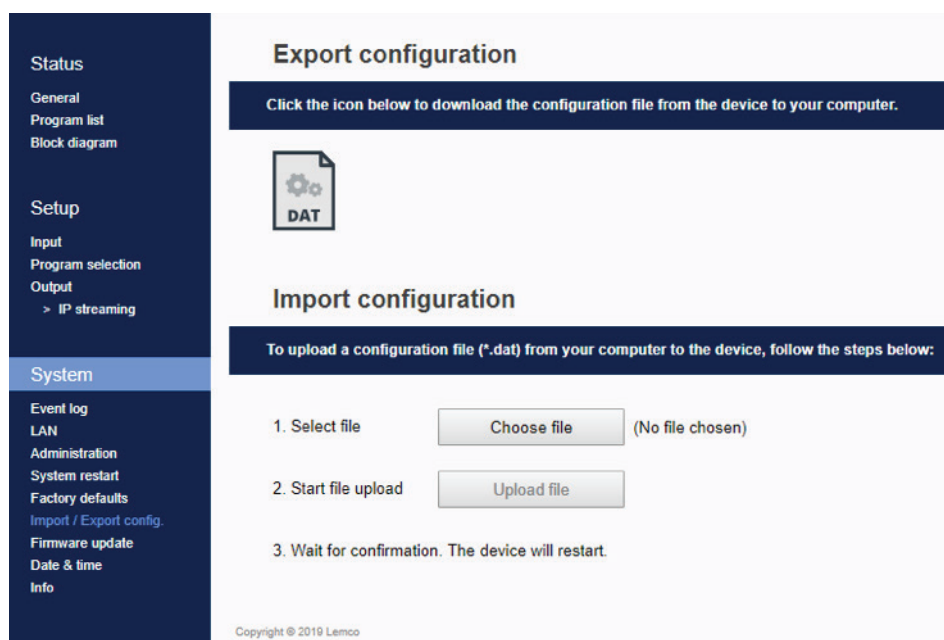 Status
General
Program list
Block diagram
Setup
Input
Program selection
Output
> IP streaming
System
Event log
LAN
Administration
System restart
Factory defaults
Import / Export config.
Firmware update
Date & time
Info
Export configuration
Click the icon below to download the configuration file from the device to your computer.
DAT
Import configuration
To upload a configuration file (*.dat) from your computer to the device, follow the steps below:
1. Select file Choose file (No file chosen)
2. Start file upload Upload file
3. Wait for confirmation. The device will restart.
Copyright © 2019 Lemco